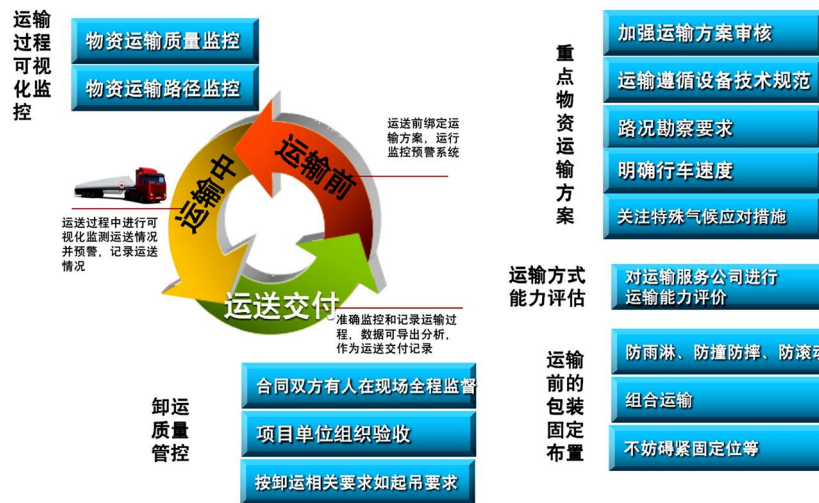 运输
过程
可视
化监
控
物资运输质量监控
物资运输路径监控
运输中
运输前
运送交付
运送前绑定运
输方案，运行
监控预警系统
运送过程中进行可
视化监测运送情况
并预警，记录运送
情况
准确监控和记录运输过
程，数据可导出分析，
作为运送交付记录
卸运
质量
管控
合同双方有人在现场全程监督
项目单位组织验收
按卸运相关要求如起吊要求
重
点
物
资
运
输
方
案
加强运输方案审核
运输遵循设备技术规范
路况勘察要求
明确行车速度
关注特殊气候应对措施
运输方式
能力评估
对运输服务公司进行
运输能力评价
运输
前的
包装
固定
布置
防雨淋、防撞防摔、防滚动
组合运输
不妨碍紧固定位等